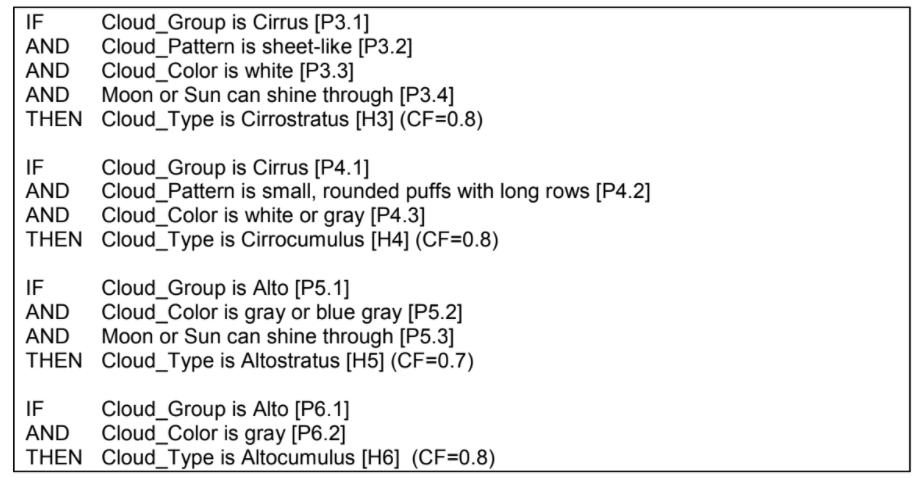 IF Cloud_Group is Cirrus [P3.1]
AND Cloud_Pattern is sheet-like [P3.2]
AND Cloud_Color is white [P3.3]
AND Moon or Sun can shine through [P3.4]
THEN Cloud_Type is Cirrostratus [H3] (CF=0.8)
IF Cloud_Group is Cirrus [P4.1]
AND Cloud_Pattern is small, rounded puffs with long rows [P4.2]
AND Cloud_Color is white or gray [P4.3]
THEN Cloud_Type is Cirrocumulus [H4] (CF=0.8)
IF Cloud_Group is Alto [P5.1]
AND Cloud_Color is gray or blue gray [P5.2]
AND Moon or Sun can shine through [P5.3]
THEN Cloud_Type is Altostratus [H5] (CF=0.7)
IF Cloud_Group is Alto [P6.1]
AND Cloud_Color is gray [P6.2]
THEN Cloud_Type is Altocumulus [H6] (CF=0.8)